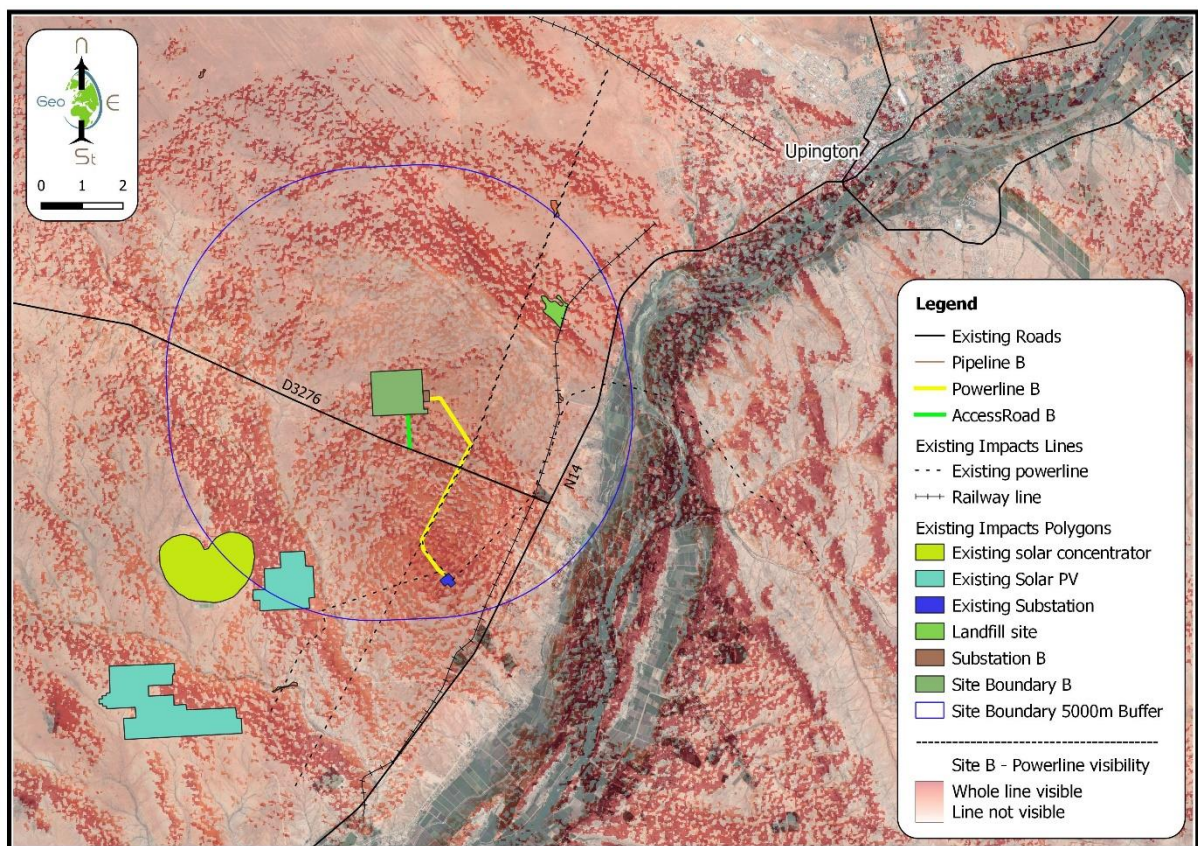 n
Geo
E
St
0 1 2
Upington
D3276
N14
Legend
Existing Roads
Pipeline B
Powerline B
AccessRoad B
Existing Impacts Lines
Existing powerline
Railway line
Existing Impacts Polygons
Existing solar concentrator
Existing Solar PV
Existing Substation
Landfill site
Substation B
Site Boundary B
Site Boundary 5000m Buffer
Site B - Powerline visibility
Whole line visible
Line not visible